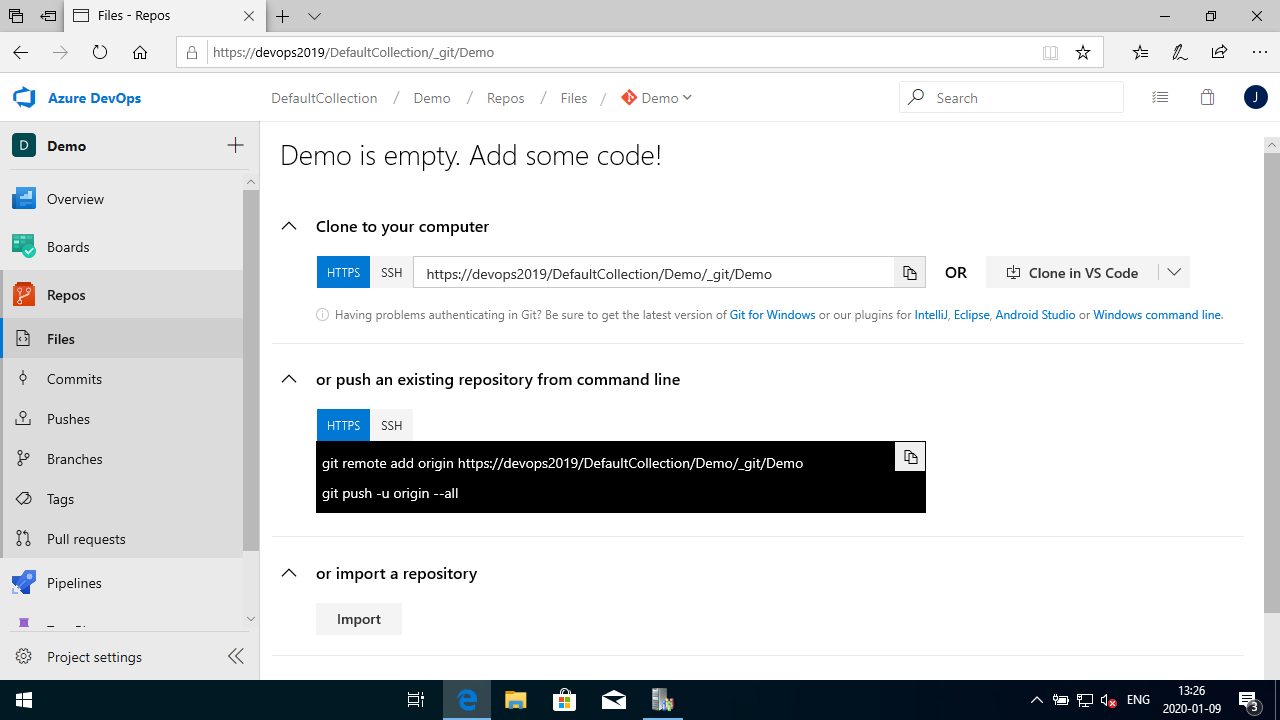 Files - Repos
https://devops2019/DefaultCollection/_git/Demo
Azure DevOps
DefaultCollection / Demo / Repos / Files / Demo
Search
J
D Demo
Overview
Boards
Repos
Files
Commits
Pushes
Branches
Tags
Pull requests
Pipelines
Project settings
Demo is empty. Add some code!
Clone to your computer
HTTPS SSH https://devops2019/DefaultCollection/Demo/_git/Demo OR Clone in VS Code
Having problems authenticating in Git? Be sure to get the latest version of Git for Windows or our plugins for IntelliJ, Eclipse, Android Studio or Windows command line.
or push an existing repository from command line
HTTPS SSH
git remote add origin https://devops2019/DefaultCollection/Demo/_git/Demo
git push -u origin --all
or import a repository
Import
ENG
13:26
2020-01-09
3